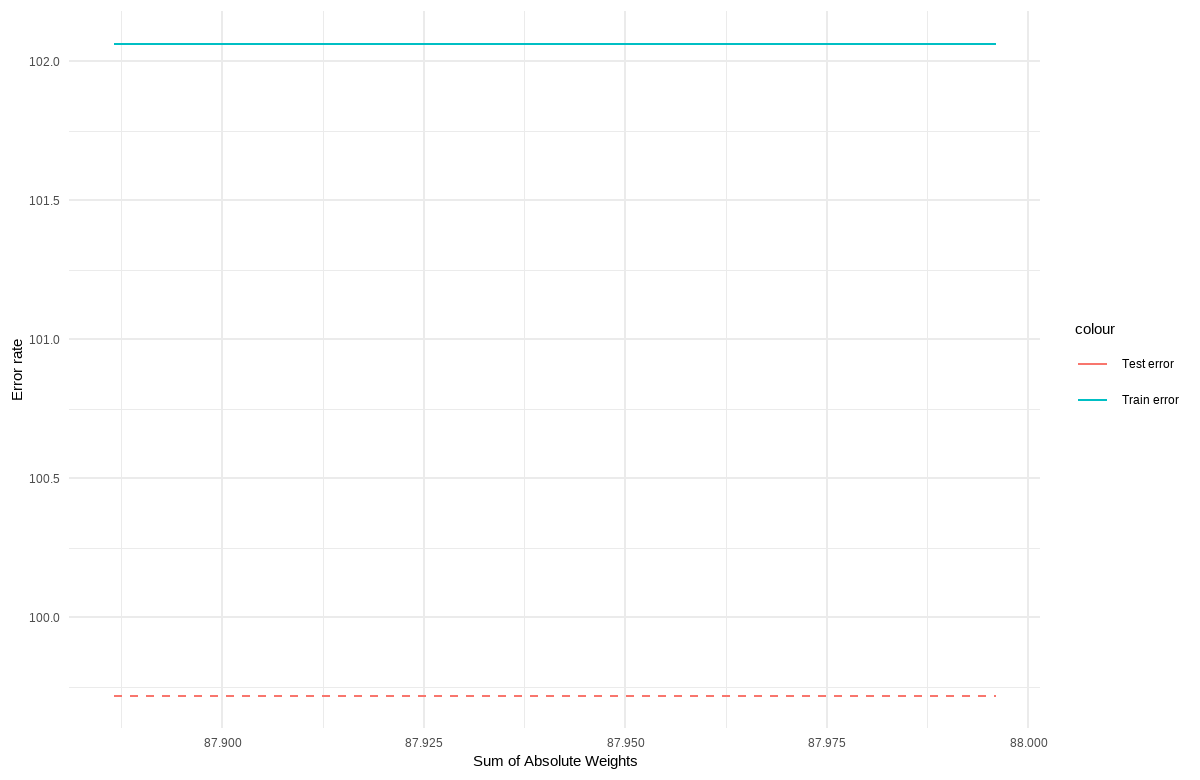 102.0
101.5
101.0
100.5
100.0
Error rate
87.900
87.925
87.950
87.975
88.000
Sum of Absolute Weights
colour
Test error
Train error